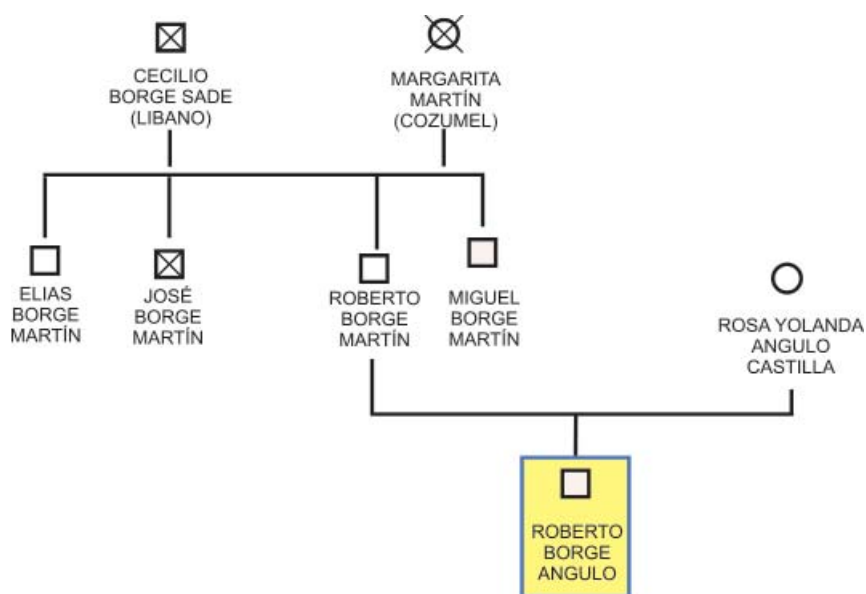 CECILIO
BORGE SADE
(LIBANO)
MARGARITA
MARTÍN
(COZUMEL)
ELIAS
BORGE
MARTÍN
JOSÉ
BORGE
MARTÍN
ROBERTO
BORGE
MARTÍN
MIGUEL
BORGE
MARTÍN
ROSA YOLANDA
ANGULO
CASTILLA
ROBERTO
BORGE
ANGULO